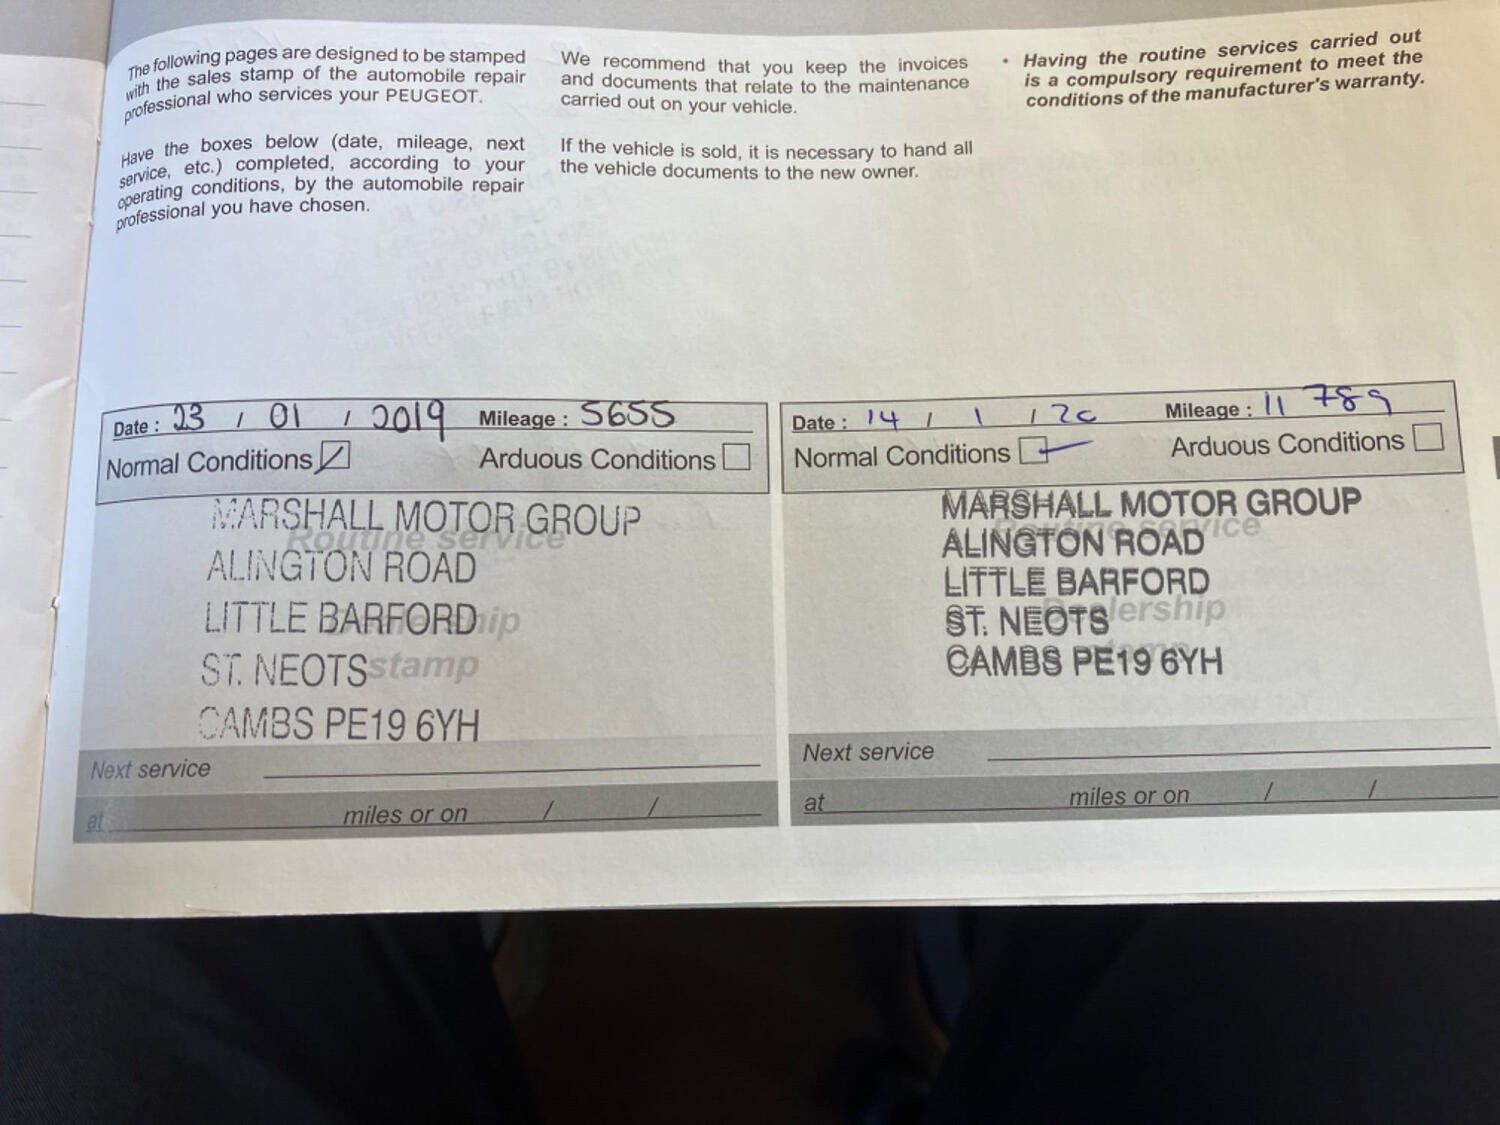 The following pages are designed to be stamped
with the sales stamp of the automobile repair
professional who services your PEUGEOT.
Have the boxes below (date, mileage, next
service, etc.) completed, according to your
operating conditions, by the automobile repair
professional you have chosen.
We recommend that you keep the invoices
and documents that relate to the maintenance
carried out on your vehicle.
If the vehicle is sold, it is necessary to hand all
the vehicle documents to the new owner.
• Having the routine services carried out
is a compulsory requirement to meet the
conditions of the manufacturer's warranty.
Date : 23 / 01 / 2019 Mileage : 5655
Normal Conditions Arduous Conditions
MARSHALL MOTOR GROUP
Routine service
ALINGTON ROAD
LITTLE BARFORD
ST. NEOTS stamp
CAMBS PE19 6YH
Next service
at miles or on / /
Date : 14 / 1 / 20 Mileage : 11 789
Normal Conditions Arduous Conditions
MARSHALL MOTOR GROUP
Routine service
ALINGTON ROAD
LITTLE BARFORD
Dealership
ST. NEOTS
CAMBS PE19 6YH
Next service
at miles or on / /